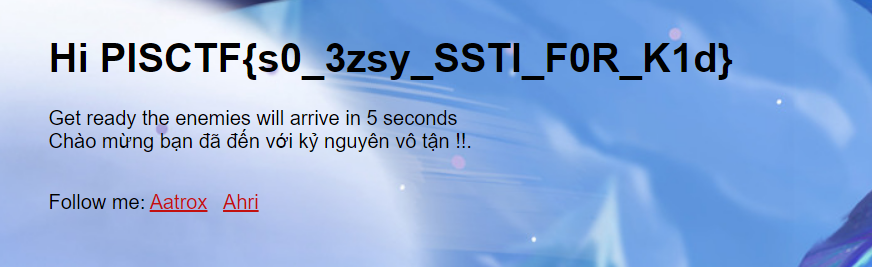 Hi PISCTF{s0_3zsy_SSTI_F0R_K1d}
Get ready the enemies will arrive in 5 seconds
Chào mừng bạn đã đến với kỷ nguyên vô tận !!.
Follow me: Aatrox Ahri